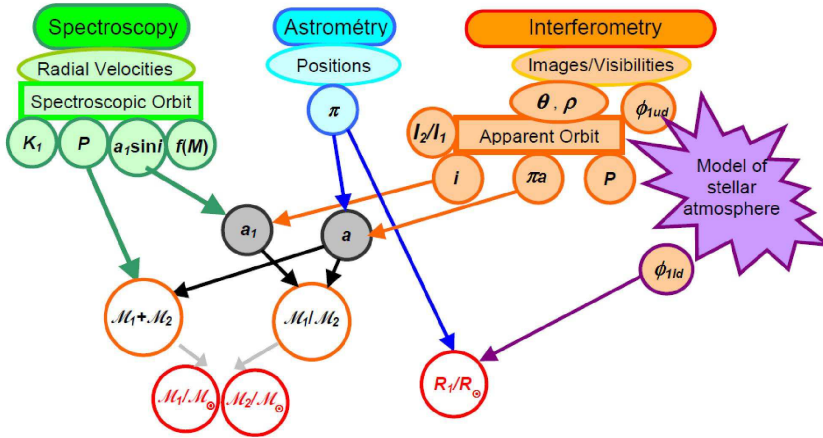 Spectroscopy
Astrométry
Interferometry
Radial Velocities
Positions
Images/Visibilities
Spectroscopic Orbit
π
θ , ρ
ϕ1ud
I2/I1
Apparent Orbit
K1
P
a1sini
f(M)
i
πa
P
Model of
stellar
atmosphere
a1
a
ϕ1ld
ℳ1+ℳ2
ℳ1/ℳ2
ℳ1/ℳ⊙
ℳ2/ℳ⊙
R1/R⊙